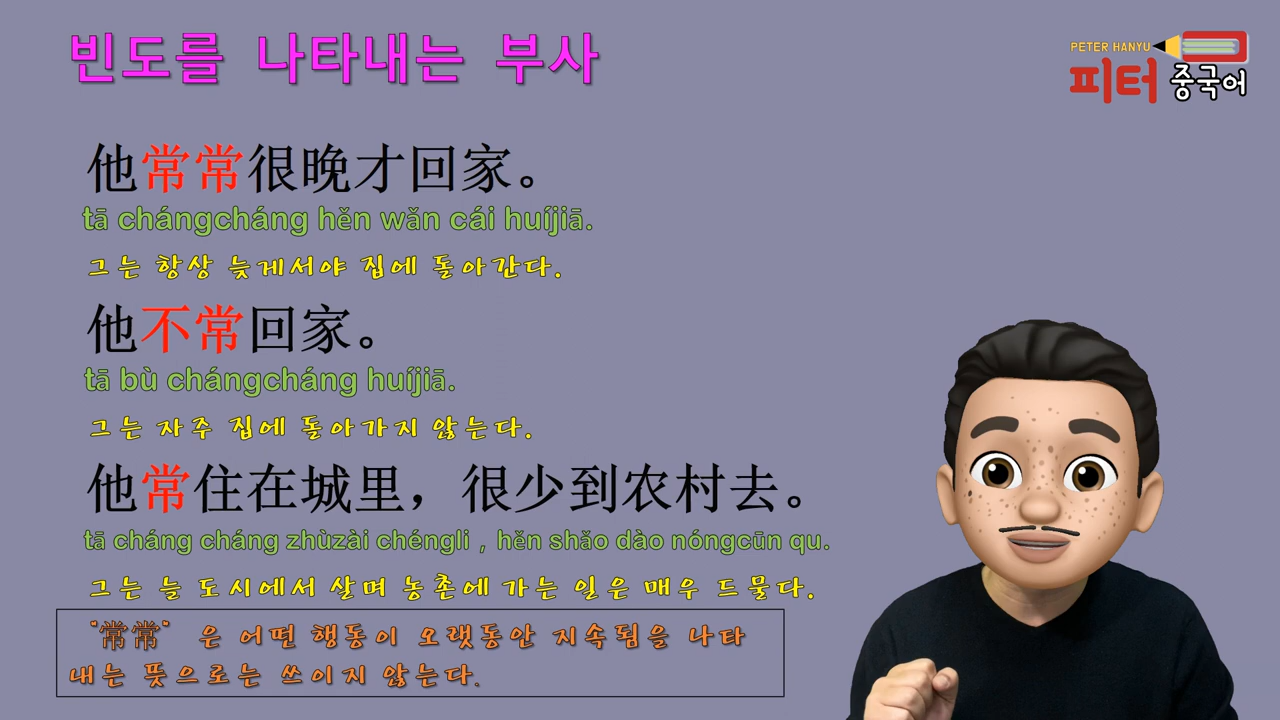 빈도를 나타내는 부사
PETER HANYU
피터 중국어
他常常很晚才回家。
tā chángcháng hěn wǎn cái huíjiā.
그는 항상 늦게서야 집에 돌아간다.
他不常回家。
tā bù chángcháng huíjiā.
그는 자주 집에 돌아가지 않는다.
他常住在城里，很少到农村去。
tā cháng cháng zhùzài chéngli , hěn shǎo dào nóngcūn qu.
그는 늘 도시에서 살며 농촌에 가는 일은 매우 드물다.
"常常" 은 어떤 행동이 오랫동안 지속됨을 나타
내는 뜻으로는 쓰이지 않는다.